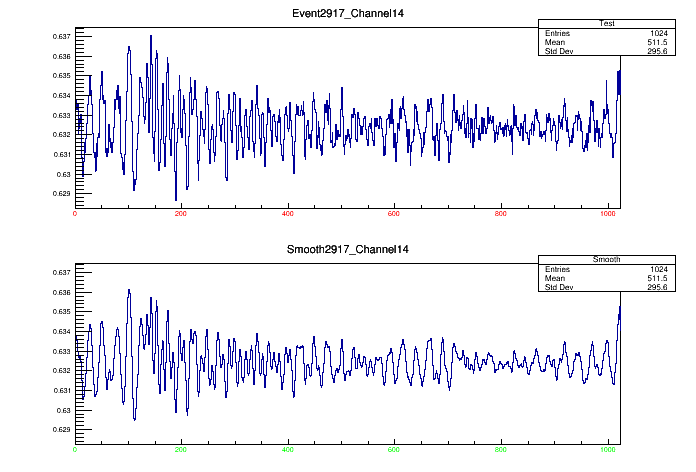 Event2917_Channel14
Test
Entries 1024
Mean 511.5
Std Dev 295.6
0.637
0.636
0.635
0.634
0.633
0.632
0.631
0.63
0.629
0 200 400 600 800 1000
Smooth2917_Channel14
Smooth
Entries 1024
Mean 511.5
Std Dev 295.6
0.637
0.636
0.635
0.634
0.633
0.632
0.631
0.63
0.629
0 200 400 600 800 1000